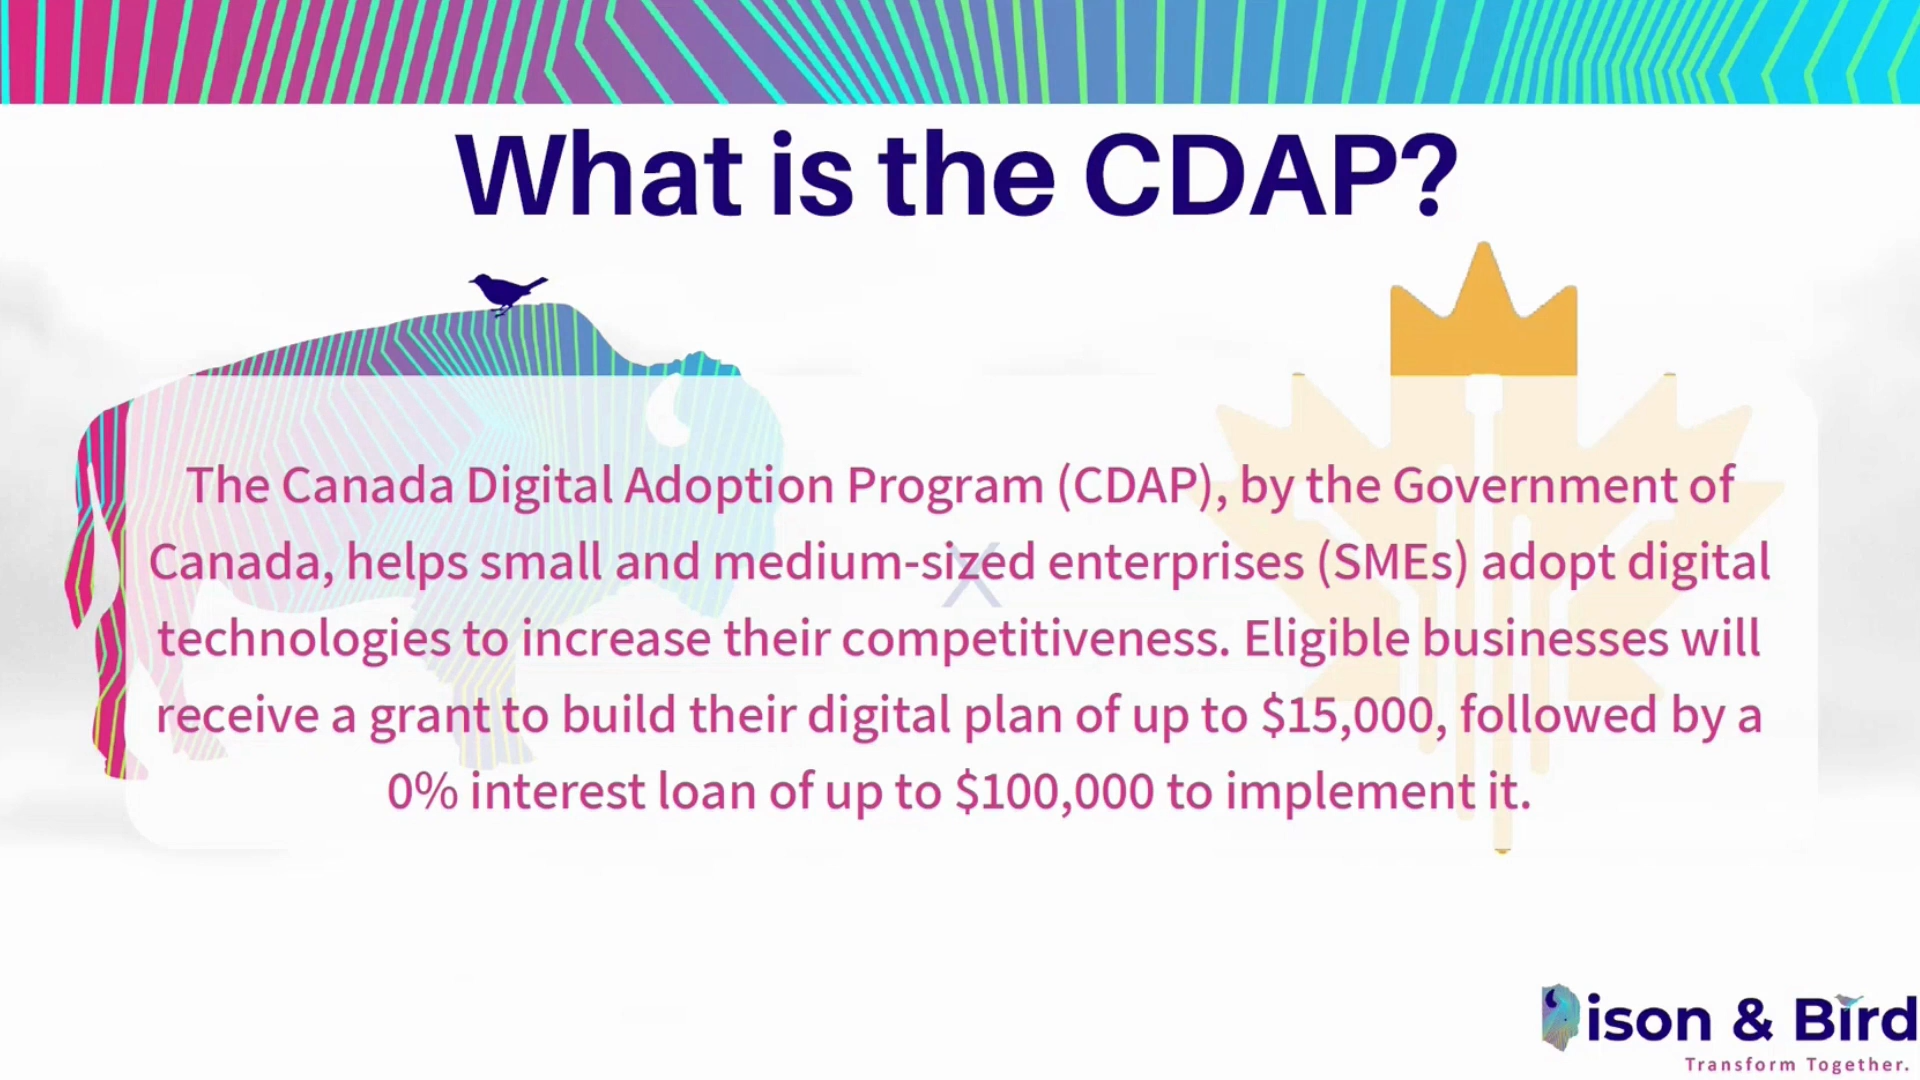 What is the CDAP?
The Canada Digital Adoption Program (CDAP), by the Government of
Canada, helps small and medium-sized enterprises (SMEs) adopt digital
technologies to increase their competitiveness. Eligible businesses will
receive a grant to build their digital plan of up to $15,000, followed by a
0% interest loan of up to $100,000 to implement it.
X
Bison & Bird
Transform Together.